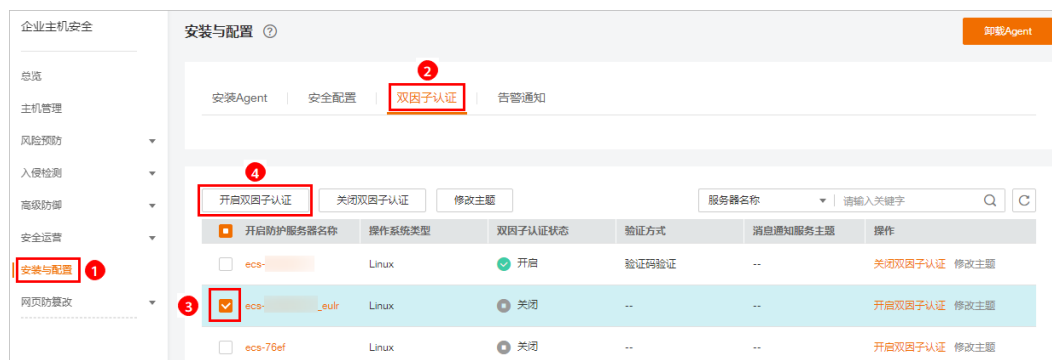 企业主机安全
安装与配置 ?
卸载Agent
总览
主机管理
风险预防
入侵检测
高级防御
安全运营
安装与配置 1
网页防篡改
2
安装Agent 安全配置 双因子认证 告警通知
4
开启双因子认证 关闭双因子认证 修改主题 服务器名称 请输入关键字
开启防护服务器名称 操作系统类型 双因子认证状态 验证方式 消息通知服务主题 操作
ecs- Linux 开启 验证码验证 -- 关闭双因子认证 修改主题
3 ecs- _eulr Linux 关闭 -- -- 开启双因子认证 修改主题
ecs-76ef Linux 关闭 -- -- 开启双因子认证 修改主题